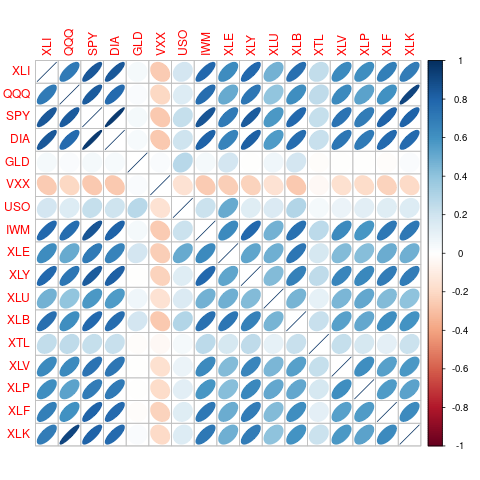 XLI QQQ SPY DIA GLD VXX USO IWM XLE XLY XLU XLB XTL XLV XLP XLF XLK
XLI
QQQ
SPY
DIA
GLD
VXX
USO
IWM
XLE
XLY
XLU
XLB
XTL
XLV
XLP
XLF
XLK
1
0.8
0.6
0.4
0.2
0
-0.2
-0.4
-0.6
-0.8
-1